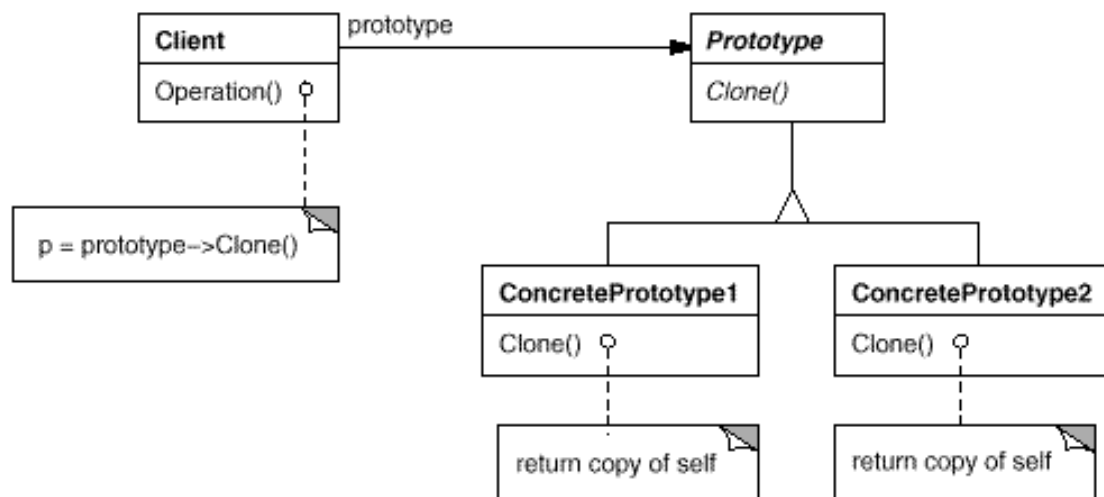 Client
prototype
Prototype
Operation()
Clone()
p = prototype->Clone()
ConcretePrototype1
ConcretePrototype2
Clone()
Clone()
return copy of self
return copy of self